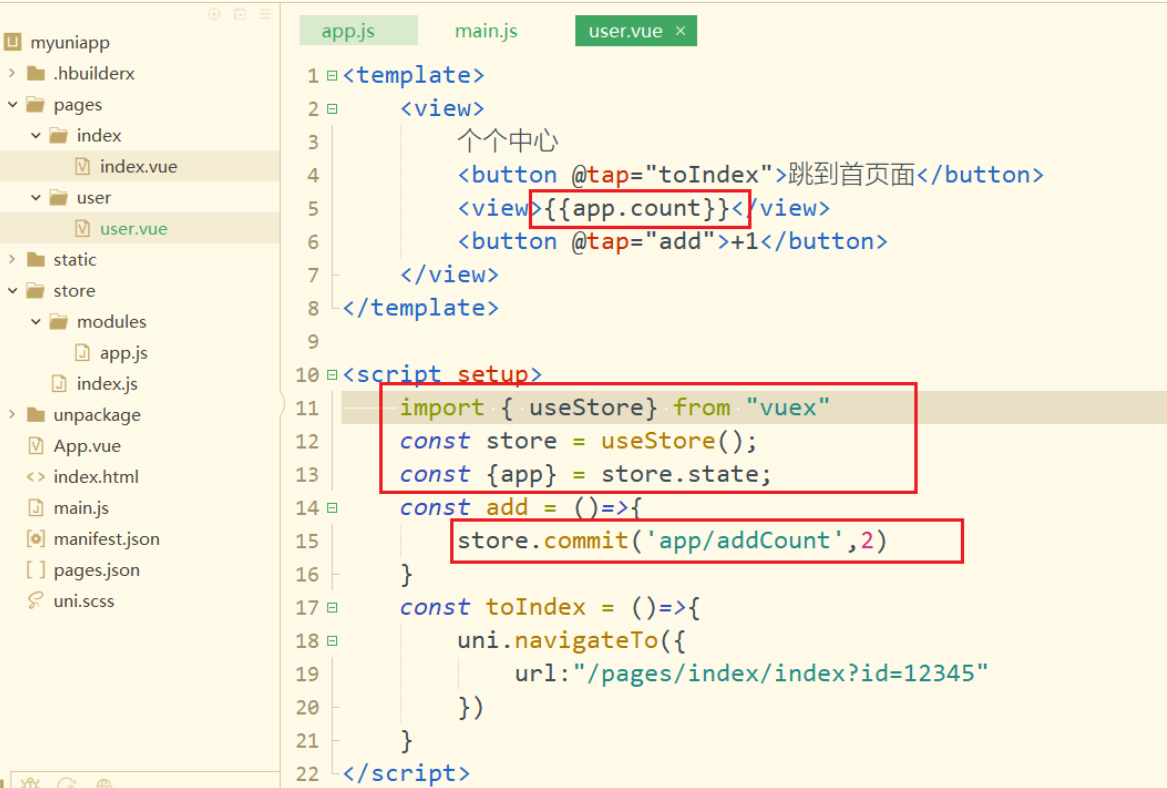 myuniapp
.hbuilderx
pages
index
index.vue
user
user.vue
static
store
modules
app.js
index.js
unpackage
App.vue
index.html
main.js
manifest.json
pages.json
uni.scss
app.js main.js user.vue ×
1 <template>
2 <view>
3 个个中心
4 <button @tap="toIndex">跳到首页面</button>
5 <view>{{app.count}}</view>
6 <button @tap="add">+1</button>
7 </view>
8 </template>
9
10 <script setup>
11 import { useStore} from "vuex"
12 const store = useStore();
13 const {app} = store.state;
14 const add = ()=>{
15 store.commit('app/addCount',2)
16 }
17 const toIndex = ()=>{
18 uni.navigateTo({
19 url:"/pages/index/index?id=12345"
20 })
21 }
22 </script>